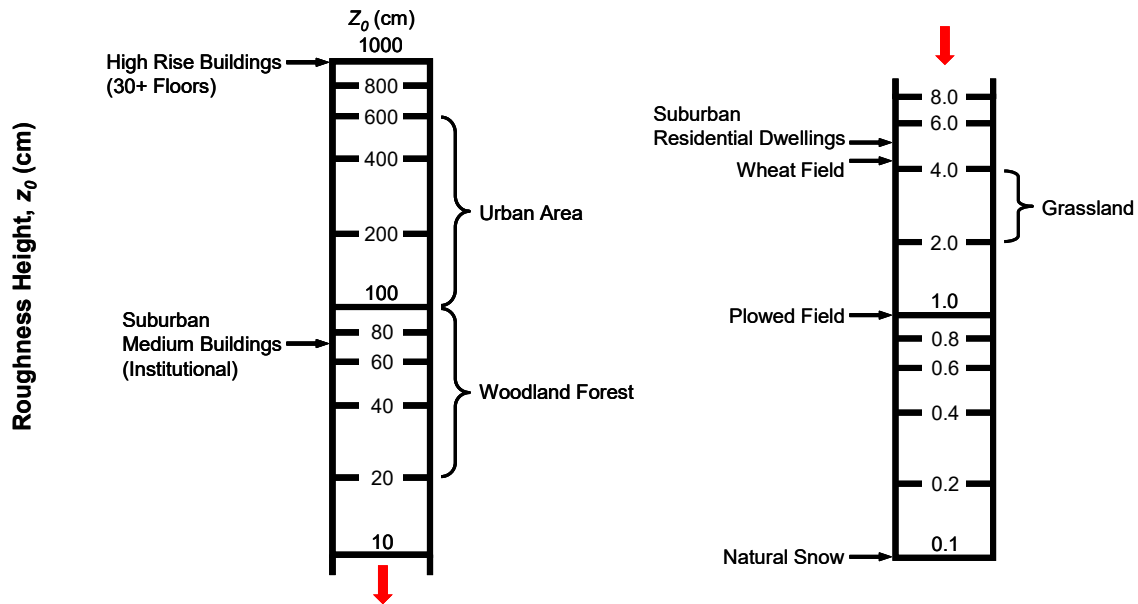 Roughness Height, z0 (cm)
Z0 (cm)
1000
High Rise Buildings
(30+ Floors)
800
600
400
Urban Area
200
100
Suburban
Medium Buildings
(Institutional)
80
60
Woodland Forest
40
20
10
8.0
Suburban
Residential Dwellings
6.0
Wheat Field
4.0
Grassland
2.0
1.0
Plowed Field
0.8
0.6
0.4
0.2
0.1
Natural Snow